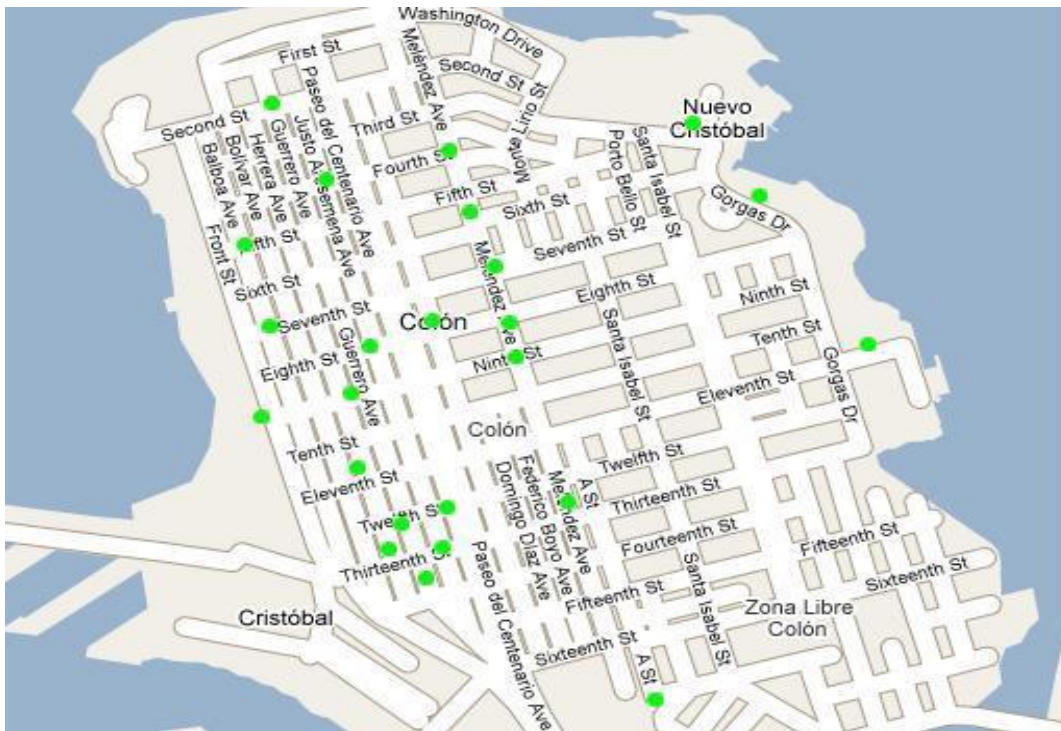 Washington Drive
First St
Meléndez Ave
Second St
Paseo del Centenario Ave
Monte Lirio St
Second St
Third St
Nuevo
Cristóbal
Guerrero Ave
Herrera Ave
Bolívar Ave
Balboa Ave
Justo Arosemena Ave
Fourth St
Porto Bello St
Santa Isabel St
Fifth St
Sixth St
Gorgas Dr
Front St
Seventh St
Sixth St
Meléndez Ave
Eighth St
Ninth St
Seventh St
Colón
Santa Isabel St
Tenth St
Eighth St
Guerrero Ave
Gorgas Dr
Eleventh St
Colón
Tenth St
Twelfth St
Eleventh St
Federico Boyo Ave
Domingo Díaz Ave
Meléndez Ave
A St
Thirteenth St
Fourteenth St
Fifteenth St
Thirteenth St
Paseo del Centenario Ave
Santa Isabel St
Sixteenth St
Cristóbal
Fifteenth St
Zona Libre
Colón
Sixteenth St
A St